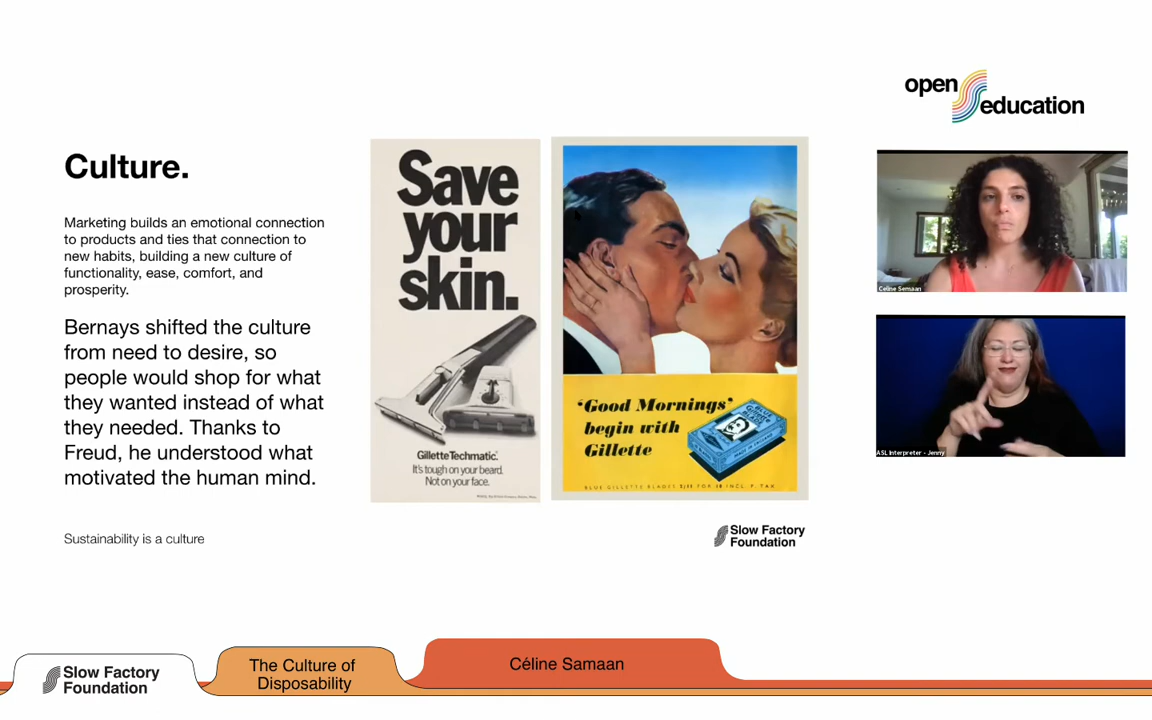 open
education
Culture.
Marketing builds an emotional connection
to products and ties that connection to
new habits, building a new culture of
functionality, ease, comfort, and
prosperity.
Bernays shifted the culture
from need to desire, so
people would shop for what
they wanted instead of what
they needed. Thanks to
Freud, he understood what
motivated the human mind.
Sustainability is a culture
Save
your
skin.
Gillette Techmatic.
It's tough on your beard.
Not on your face.
'Good Mornings'
begin with
Gillette
BLUE GILLETTE BLADES
INCL. P. TAX
Slow Factory
Foundation
Céline Semaan
ASL Interpreter - Jenny
Slow Factory
Foundation
The Culture of
Disposability
Céline Samaan